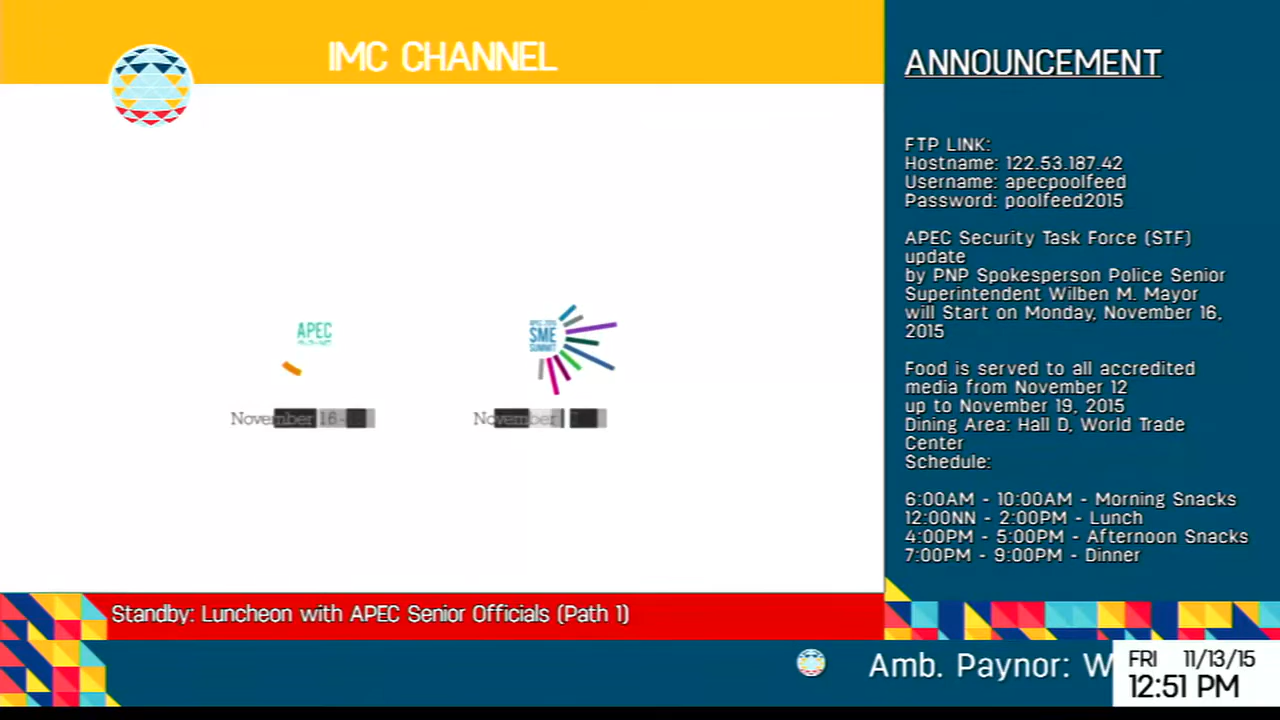 IMC CHANNEL
ANNOUNCEMENT
FTP LINK:
Hostname: 122.53.187.42
Username: apecpoolfeed
Password: poolfeed2015
APEC Security Task Force (STF)
update
by PNP Spokesperson Police Senior
Superintendent Wilben M. Mayor
will Start on Monday, November 16,
2015
Food is served to all accredited
media from November 12
up to November 19, 2015
Dining Area: Hall D, World Trade
Center
Schedule:
6:00AM - 10:00AM - Morning Snacks
12:00NN - 2:00PM - Lunch
4:00PM - 5:00PM - Afternoon Snacks
7:00PM - 9:00PM - Dinner
APEC
APEC 2015
SME
SUMMIT
November 16-
November
Standby: Luncheon with APEC Senior Officials (Path 1)
Amb. Paynor: W
FRI 11/13/15
12:51 PM